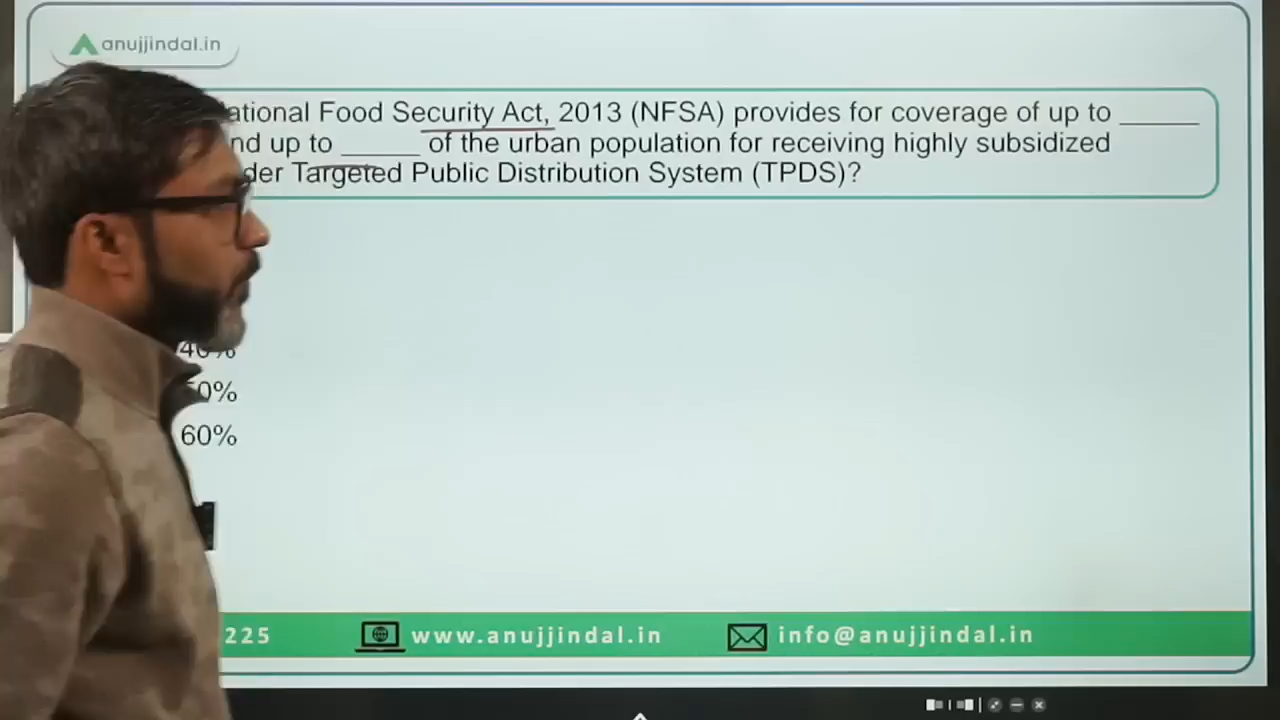 anujjindal.in
ational Food Security Act, 2013 (NFSA) provides for coverage of up to ______
nd up to ______ of the urban population for receiving highly subsidized
der Targeted Public Distribution System (TPDS)?
40%
50%
60%
225
www.anujjindal.in
info@anujjindal.in